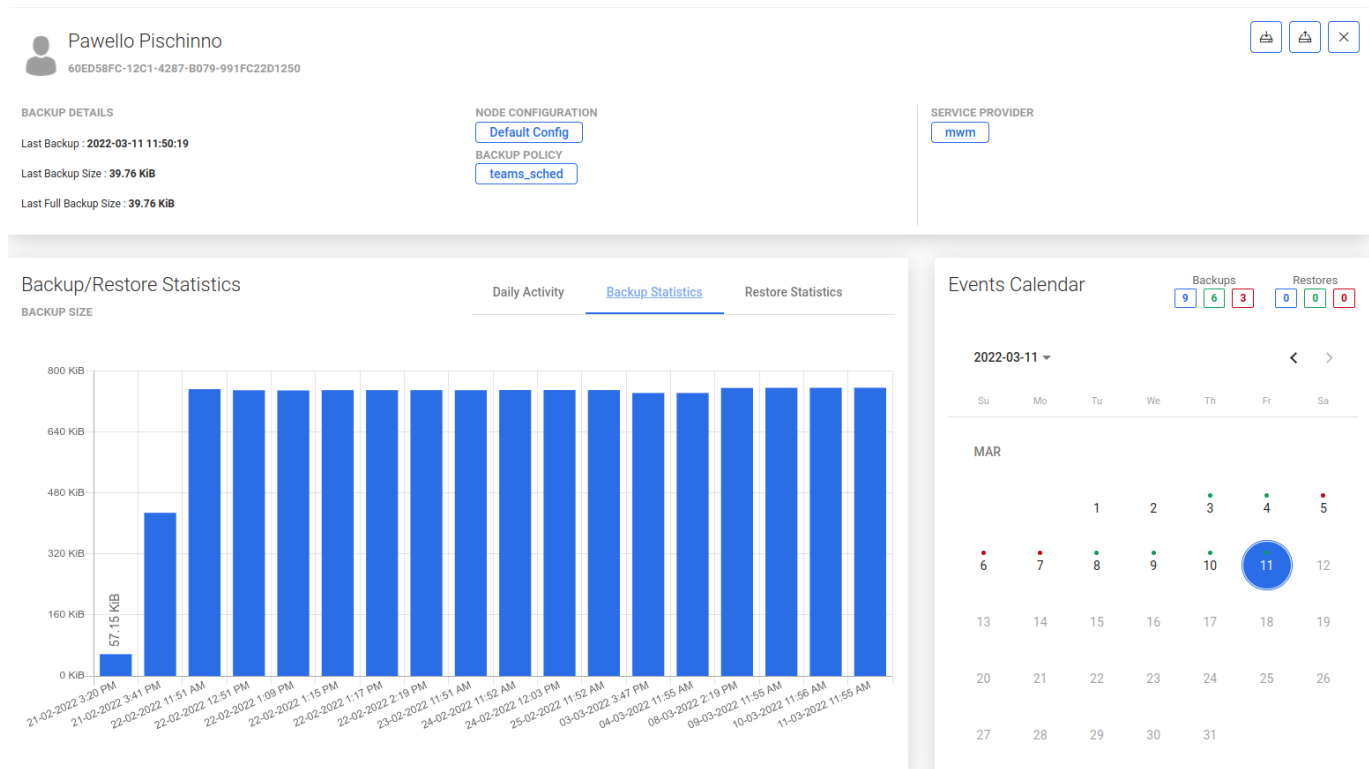 Pawello Pischinno
60ED58FC-12C1-4287-B079-991FC22D1250
BACKUP DETAILS
Last Backup : 2022-03-11 11:50:19
Last Backup Size : 39.76 KiB
Last Full Backup Size : 39.76 KiB
NODE CONFIGURATION
Default Config
BACKUP POLICY
teams_sched
SERVICE PROVIDER
mwm
Backup/Restore Statistics
BACKUP SIZE
Daily Activity Backup Statistics Restore Statistics
800 KiB
640 KiB
480 KiB
320 KiB
160 KiB
0 KiB
57.15 KiB
21-02-2022 3:20 PM
21-02-2022 3:41 PM
22-02-2022 11:51 AM
22-02-2022 12:51 PM
22-02-2022 1:09 PM
22-02-2022 1:15 PM
22-02-2022 1:17 PM
22-02-2022 2:19 PM
23-02-2022 11:51 AM
24-02-2022 11:52 AM
24-02-2022 12:03 PM
25-02-2022 11:52 AM
03-03-2022 3:47 PM
04-03-2022 11:55 AM
08-03-2022 2:19 PM
09-03-2022 11:55 AM
10-03-2022 11:56 AM
11-03-2022 11:55 AM
Events Calendar
Backups
9 6 3
Restores
0 0 0
2022-03-11
Su Mo Tu We Th Fr Sa
MAR
1 2 3 4 5
6 7 8 9 10 11 12
13 14 15 16 17 18 19
20 21 22 23 24 25 26
27 28 29 30 31